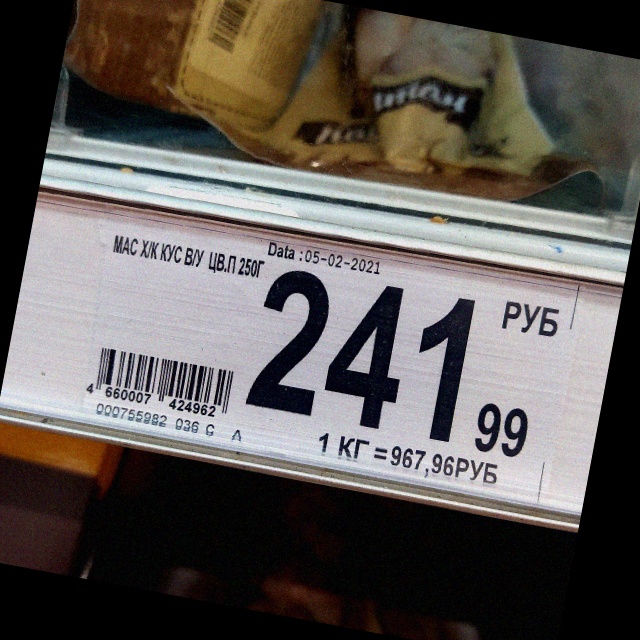 МАС Х/К КУС В/У ЦВ.П 250Г
Data : 05-02-2021
241 99 РУБ
4 660007 424962
000755982 036 G A
1 КГ =967,96РУБ